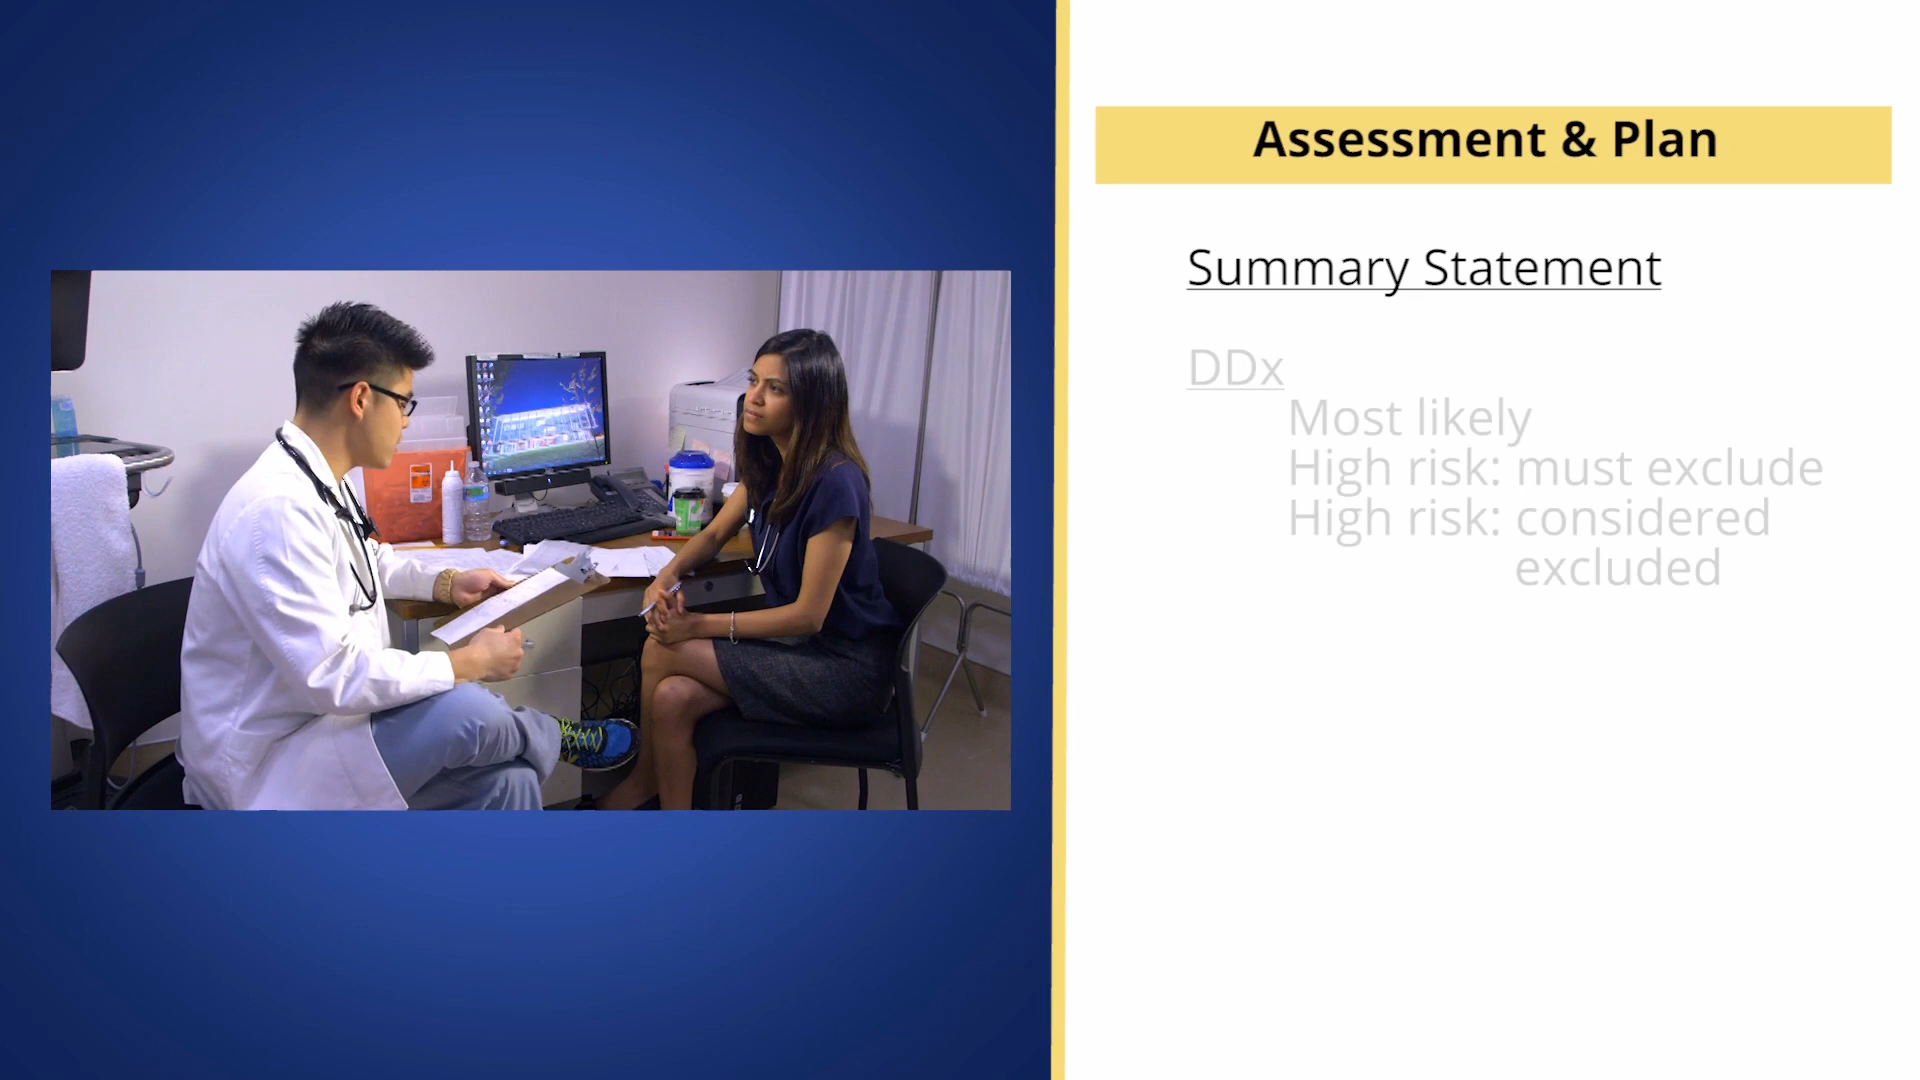 Assessment & Plan
Summary Statement
DDx
Most likely
High risk: must exclude
High risk: considered
excluded